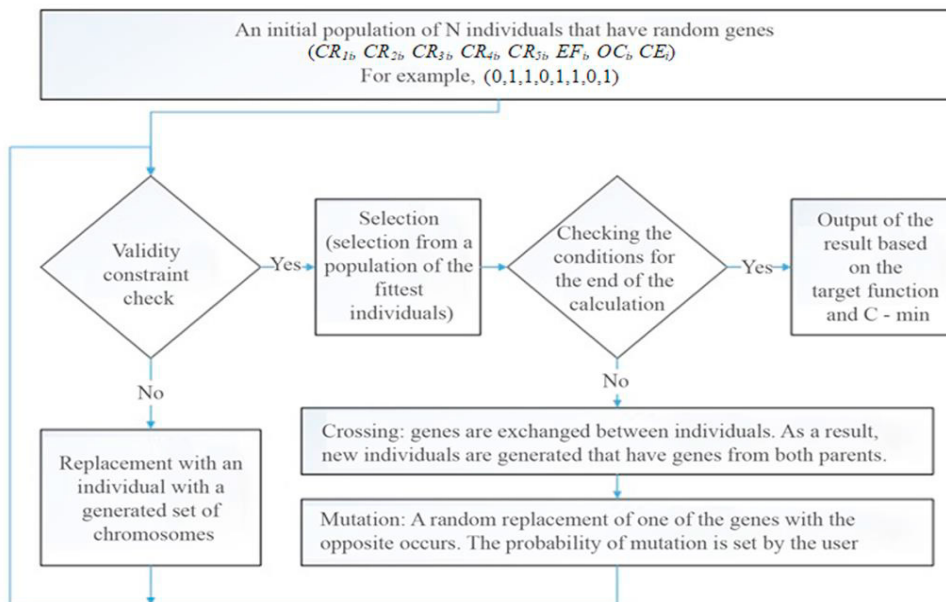 An initial population of N individuals that have random genes
(CR1i, CR2i, CR3i, CR4i, CR5i, EFi, OCi, CEi)
For example, (0,1,1,0,1,1,0,1)
Validity
constraint
check
Yes
Selection
(selection from a
population of the
fittest
individuals)
Checking the
conditions for
the end of the
calculation
Yes
Output of the
result based
on the
target function
and C - min
No
No
Replacement with an
individual with a
generated set of
chromosomes
Crossing: genes are exchanged between individuals. As a result,
new individuals are generated that have genes from both parents.
Mutation: A random replacement of one of the genes with the
opposite occurs. The probability of mutation is set by the user